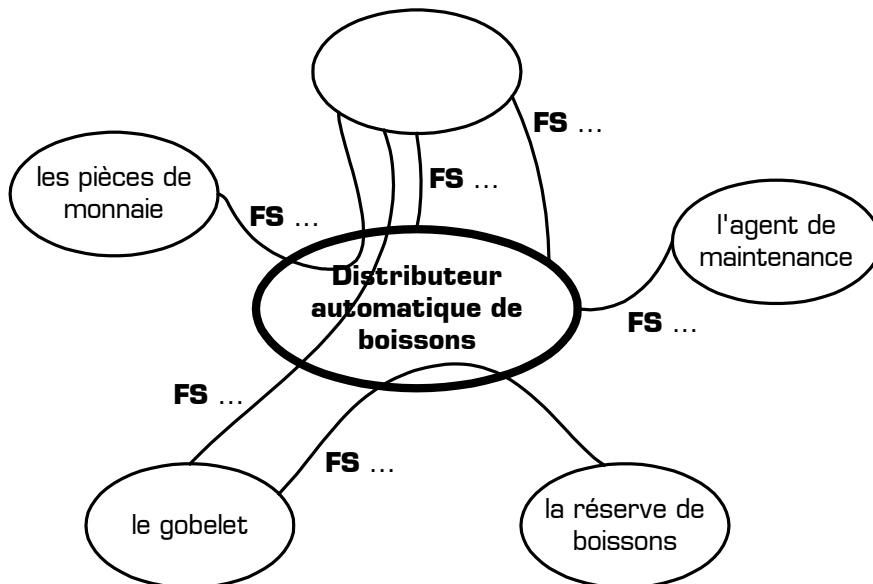 FS ...
les pièces de
monnaie
FS ...
FS ...
l'agent de
maintenance
Distributeur
automatique de
boissons
FS ...
FS ...
FS ...
le gobelet
la réserve de
boissons